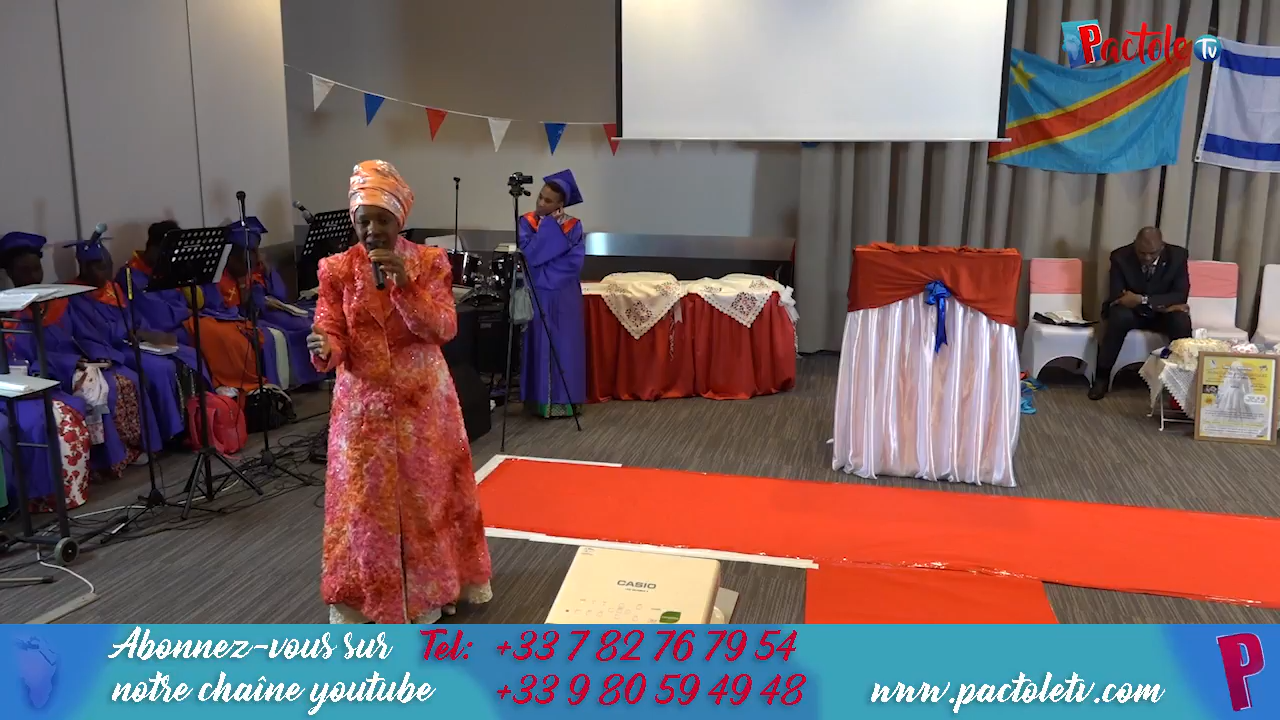 Pactole Tv
CASIO
Abonnez-vous sur
notre chaîne youtube
Tel: +33 7 82 76 79 54
+33 9 80 59 49 48
www.pactoletv.com
P